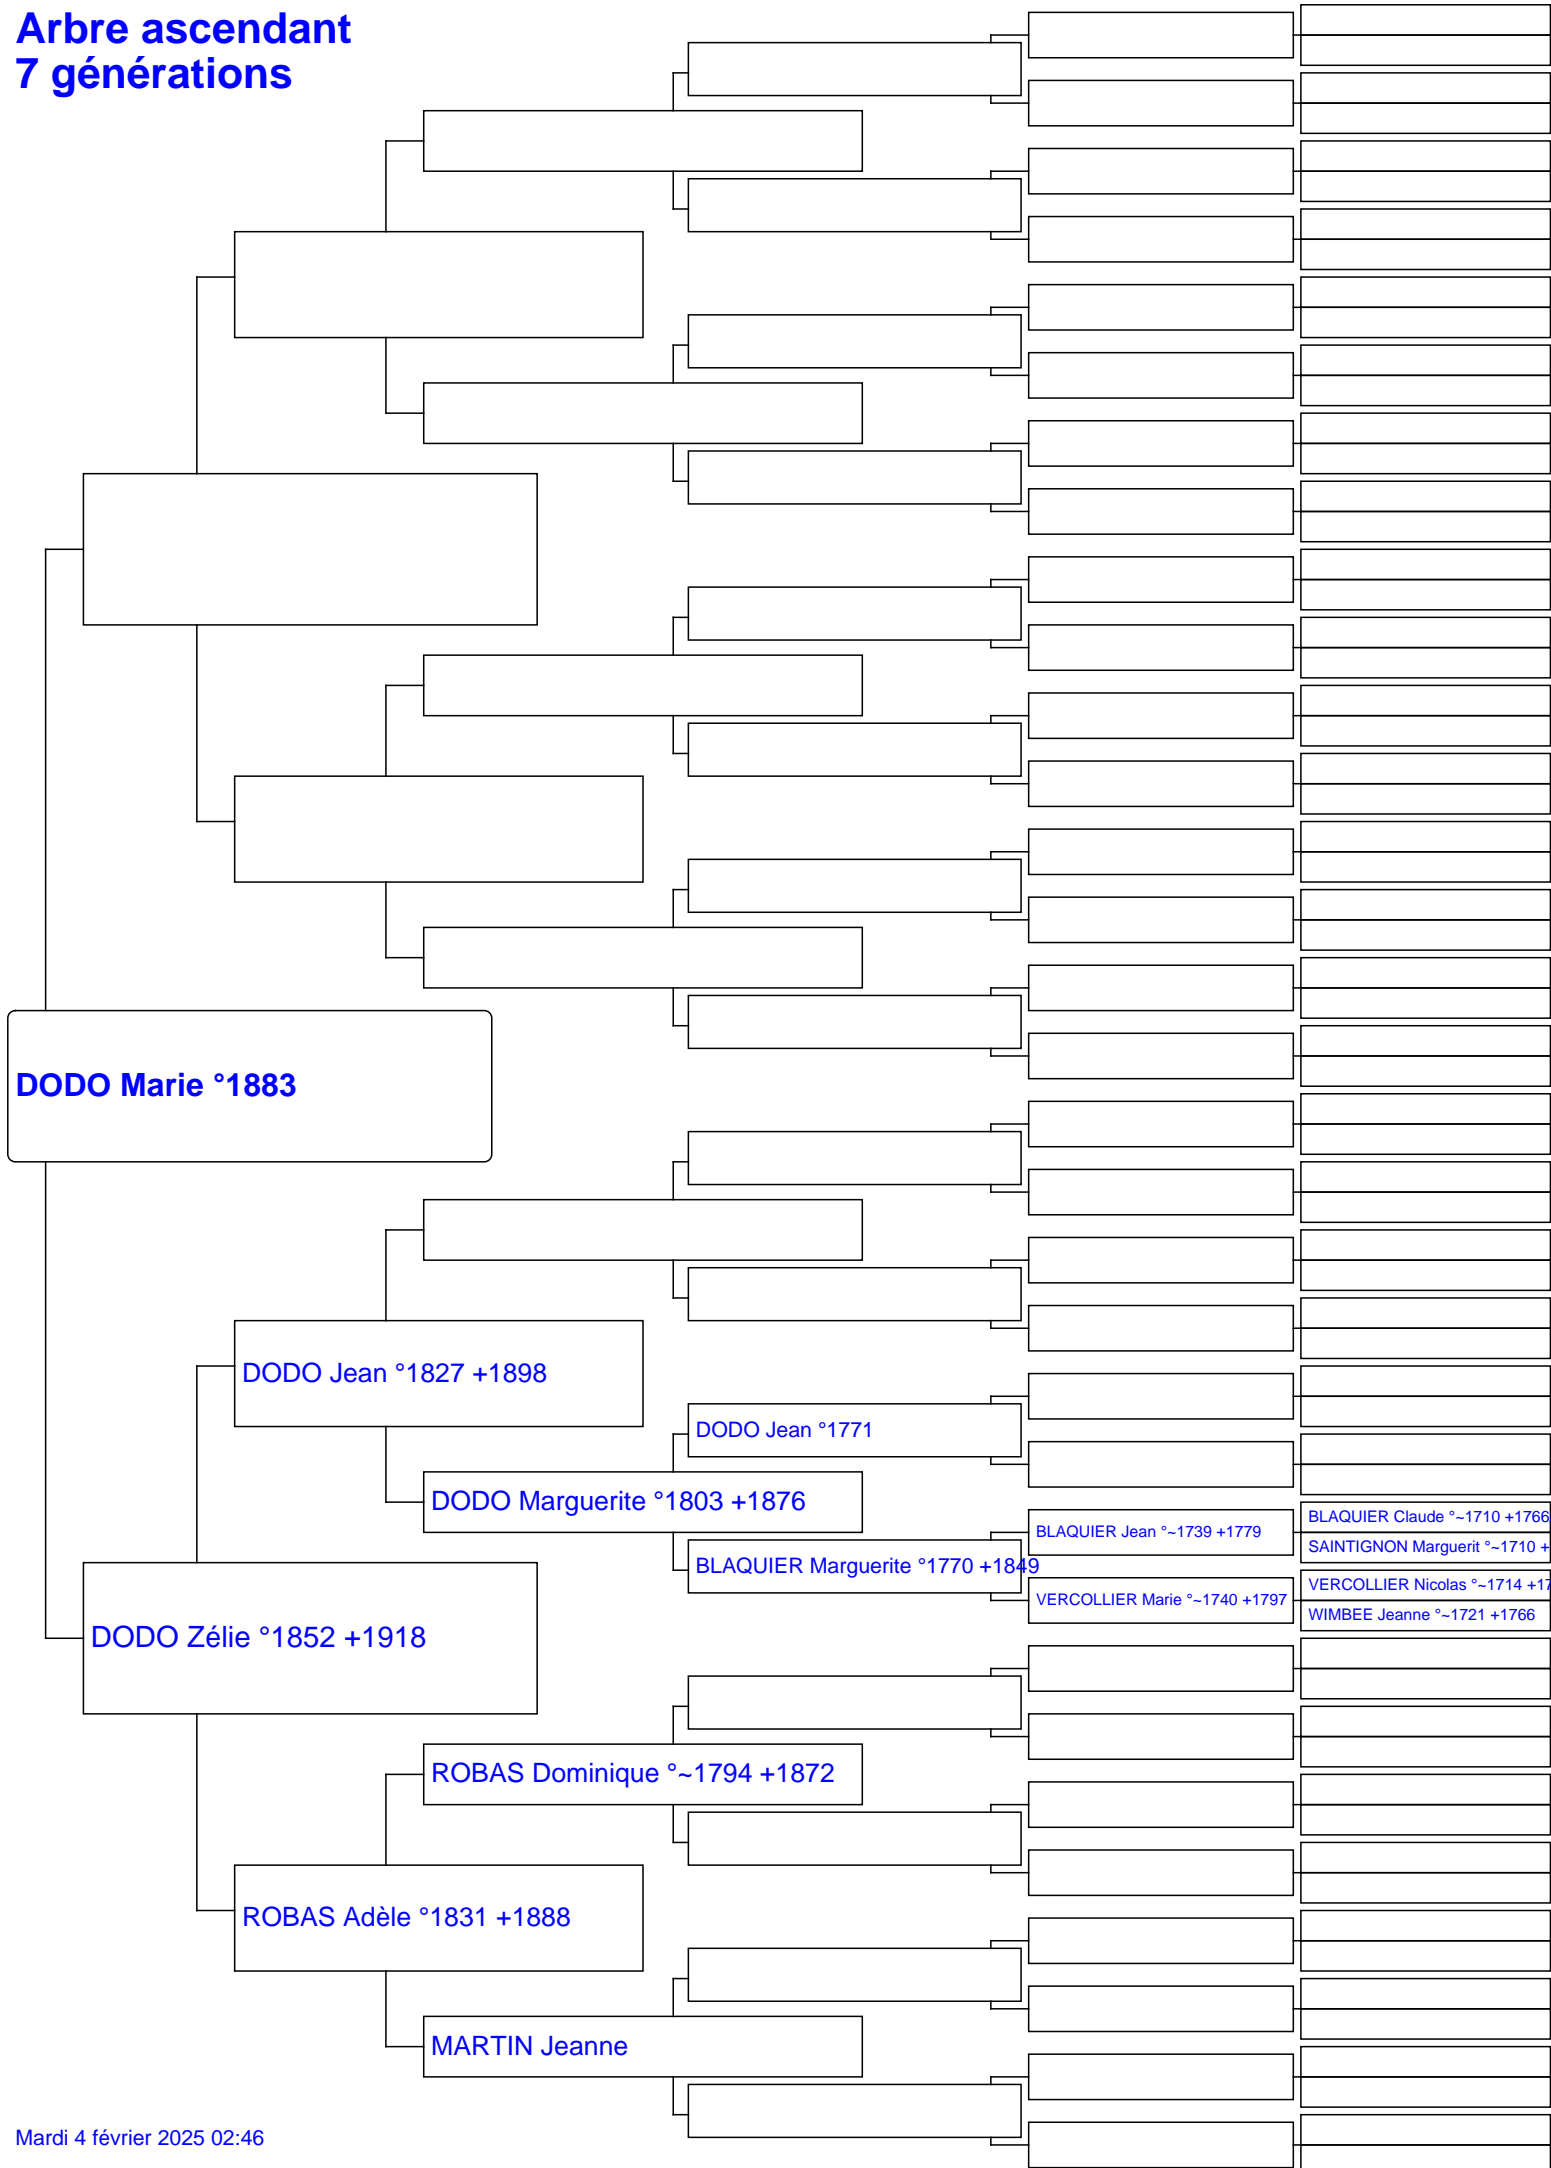 Arbre ascendant
7 générations
DODO Marie °1883
DODO Zélie °1852 +1918
DODO Jean °1827 +1898
ROBAS Adèle °1831 +1888
DODO Marguerite °1803 +1876
ROBAS Dominique °~1794 +1872
MARTIN Jeanne
DODO Jean °1771
BLAQUIER Marguerite °1770 +1849
BLAQUIER Jean °~1739 +1779
VERCOLLIER Marie °~1740 +1797
BLAQUIER Claude °~1710 +1766
SAINTIGNON Marguerit °~1710 +
VERCOLLIER Nicolas °~1714 +17
WIMBEE Jeanne °~1721 +1766
Mardi 4 février 2025 02:46